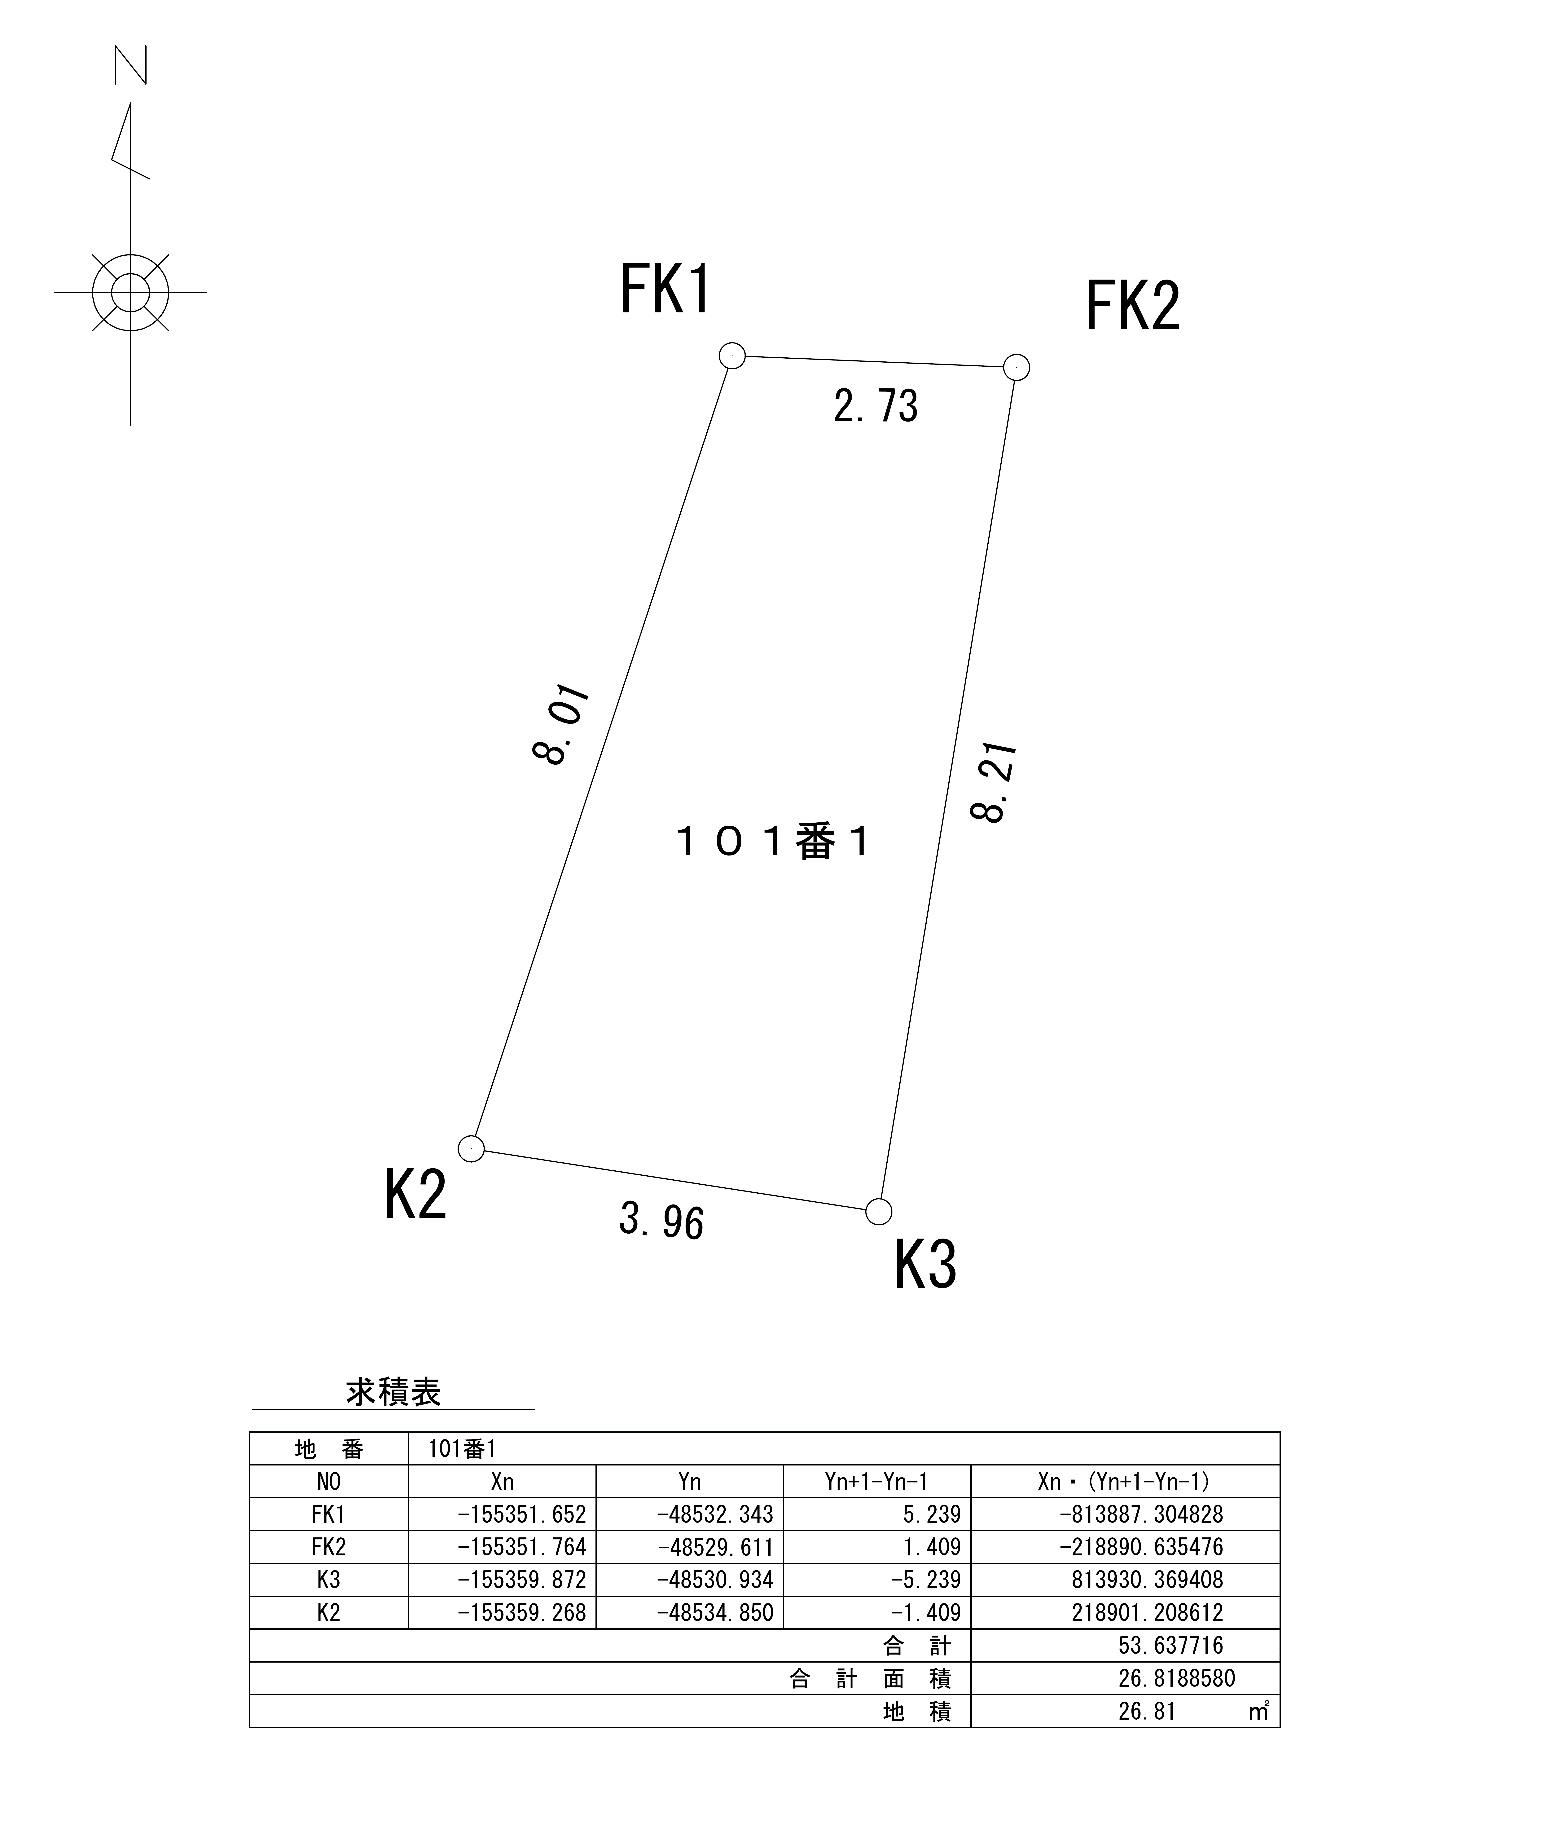 N
FK1
FK2
2.73
8.01
8.21
１０１番１
K2
3.96
K3
求積表
地 番 101番1
NO Xn Yn Yn+1-Yn-1 Xn・(Yn+1-Yn-1)
FK1 -155351.652 -48532.343 5.239 -813887.304828
FK2 -155351.764 -48529.611 1.409 -218890.635476
K3 -155359.872 -48530.934 -5.239 813930.369408
K2 -155359.268 -48534.850 -1.409 218901.208612
合 計 53.637716
合 計 面 積 26.8188580
地 積 26.81 ㎡